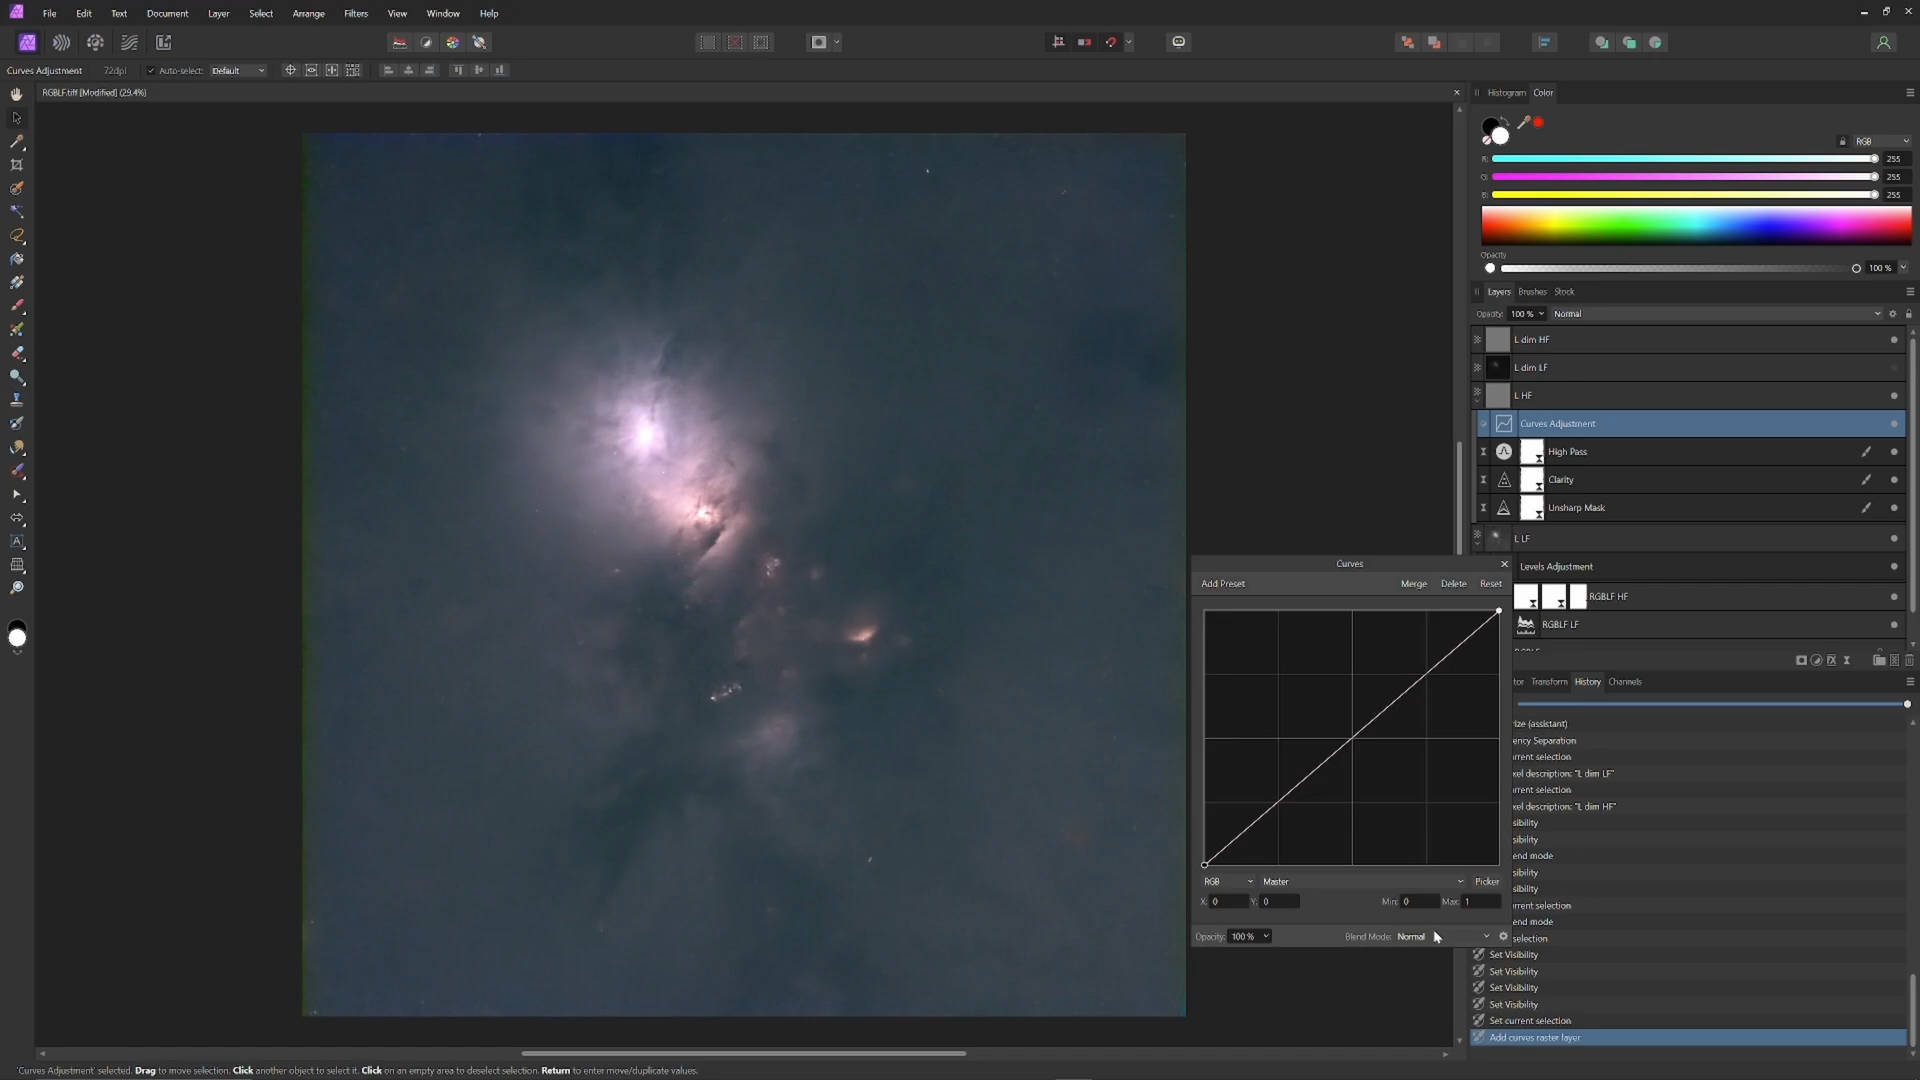 File Edit Text Document Layer Select Arrange Filters View Window Help
Curves Adjustment 72dpi Auto-select: Default
RGBLF.tiff [Modified] (29.4%)
Histogram Color
RGB
255
255
255
Opacity
100 %
Layers Brushes Stock
Opacity: 100 % Normal
L dim HF
L dim LF
L HF
Curves Adjustment
High Pass
Clarity
Unsharp Mask
L LF
Levels Adjustment
RGBLF HF
RGBLF LF
Curves
Add Preset Merge Delete Reset
RGB Master Picker
X: 0 Y: 0 Min: 0 Max: 1
Opacity: 100 % Blend Mode: Normal
tor Transform History Channels
ize (assistant)
ency Separation
rrent selection
xel description: "L dim LF"
rrent selection
xel description: "L dim HF"
sibility
sibility
end mode
sibility
sibility
rrent selection
end mode
selection
Set Visibility
Set Visibility
Set Visibility
Set Visibility
Set current selection
Add curves raster layer
'Curves Adjustment' selected. Drag to move selection. Click another object to select it. Click on an empty area to deselect selection. Return to enter move/duplicate values.